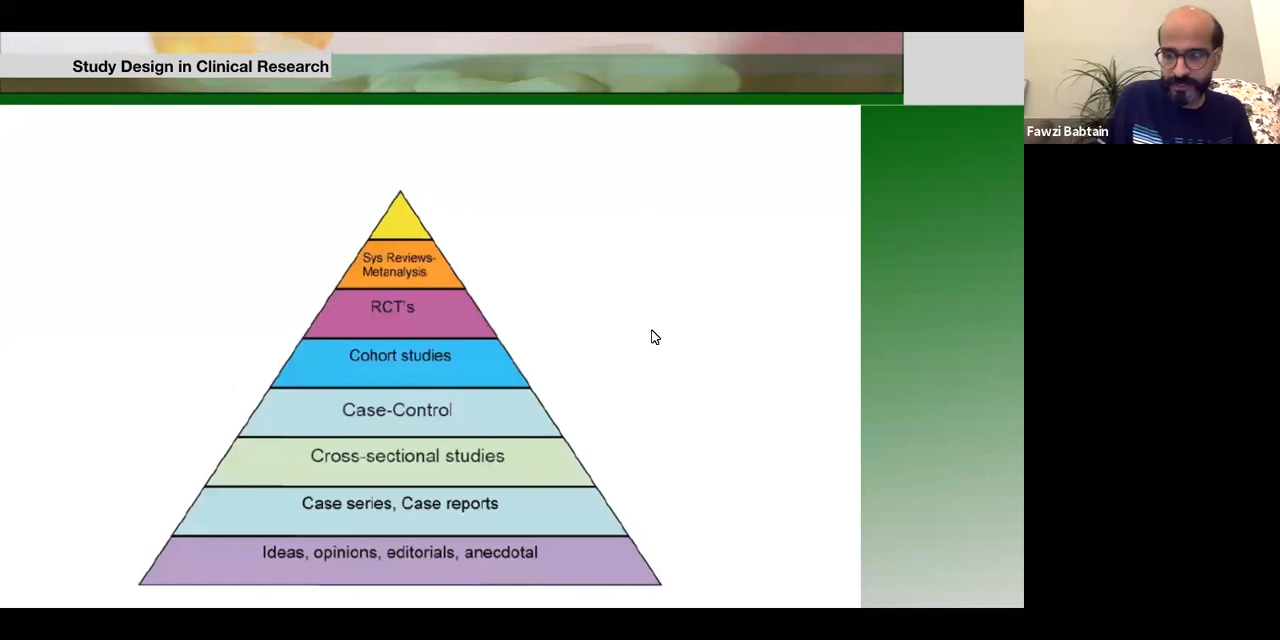 Study Design in Clinical Research
Fawzi Babtain
Sys Reviews-
Metanalysis
RCT's
Cohort studies
Case-Control
Cross-sectional studies
Case series, Case reports
Ideas, opinions, editorials, anecdotal